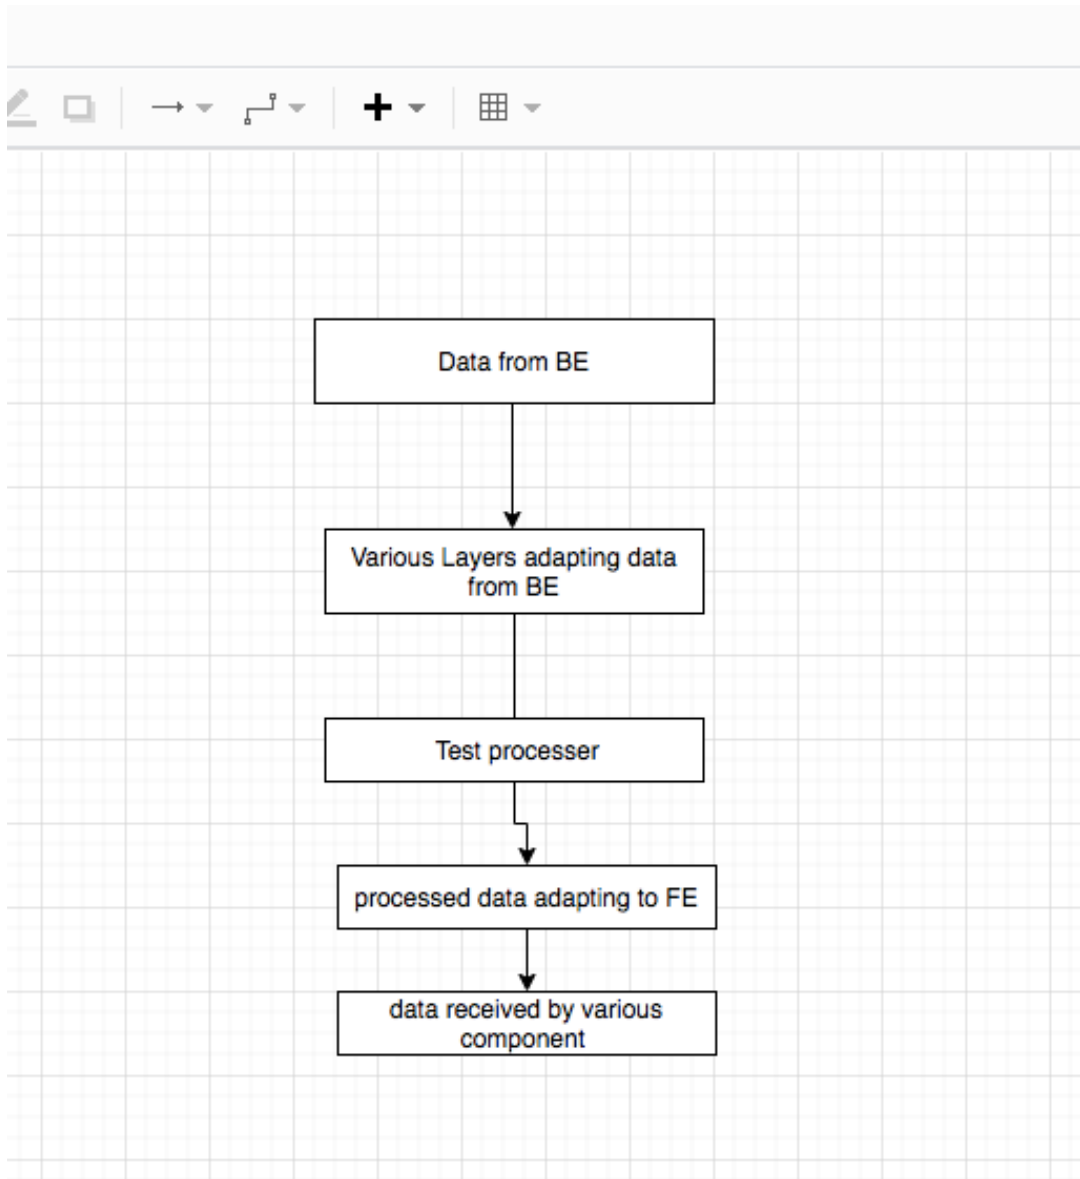 Data from BE
Various Layers adapting data
from BE
Test processer
processed data adapting to FE
data received by various
component